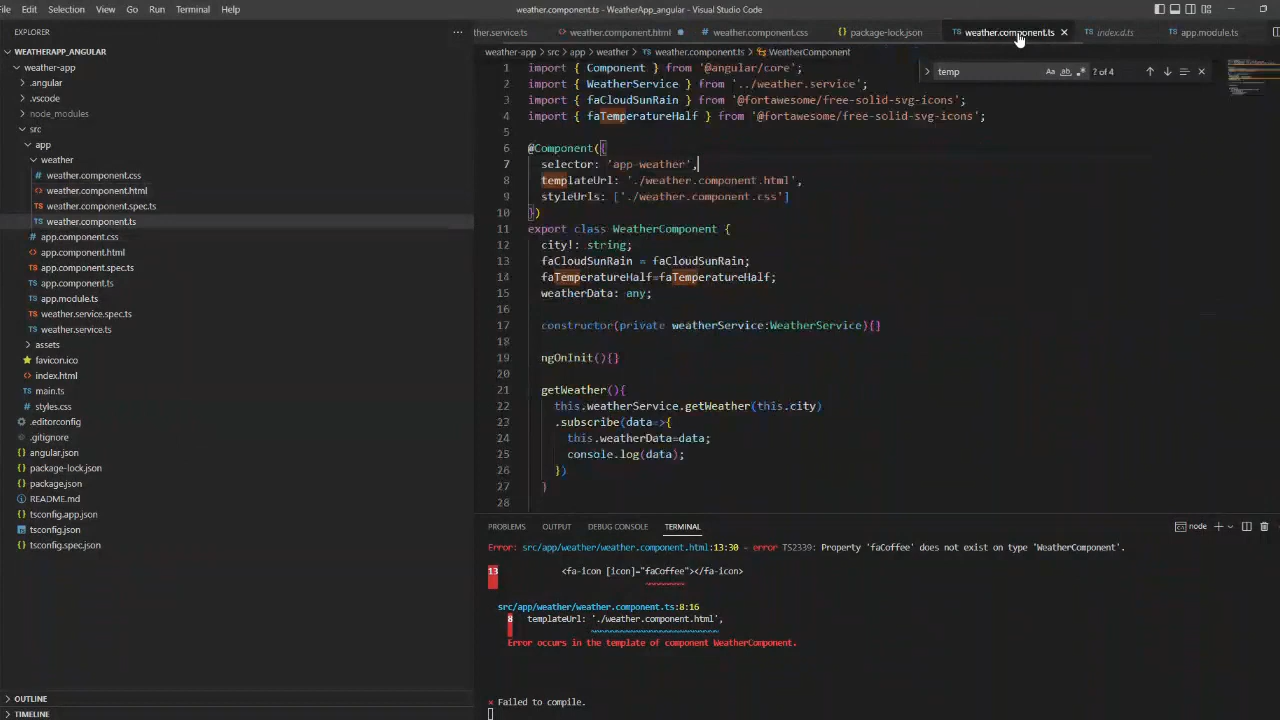 File Edit Selection View Go Run Terminal Help weather.component.ts - WeatherApp_angular - Visual Studio Code
EXPLORER ···
WEATHERAPP_ANGULAR
weather-app
.angular
.vscode
node_modules
src
app
weather
weather.component.css
weather.component.html
weather.component.spec.ts
weather.component.ts
app.component.css
app.component.html
app.component.spec.ts
app.component.ts
app.module.ts
weather.service.spec.ts
weather.service.ts
assets
favicon.ico
index.html
main.ts
styles.css
.editorconfig
.gitignore
angular.json
package-lock.json
package.json
README.md
tsconfig.app.json
tsconfig.json
tsconfig.spec.json
OUTLINE
TIMELINE
ther.service.ts weather.component.html weather.component.css package-lock.json weather.component.ts index.d.ts app.module.ts
weather-app > src > app > weather > weather.component.ts > WeatherComponent
temp Aa ab .* ? of 4
1 import { Component } from '@angular/core';
2 import { WeatherService } from '../weather.service';
3 import { faCloudSunRain } from '@fortawesome/free-solid-svg-icons';
4 import { faTemperatureHalf } from '@fortawesome/free-solid-svg-icons';
5
6 @Component({
7 selector: 'app-weather',
8 templateUrl: './weather.component.html',
9 styleUrls: ['./weather.component.css']
10 })
11 export class WeatherComponent {
12 city!: string;
13 faCloudSunRain = faCloudSunRain;
14 faTemperatureHalf=faTemperatureHalf;
15 weatherData: any;
16
17 constructor(private weatherService:WeatherService){}
18
19 ngOnInit(){}
20
21 getWeather(){
22 this.weatherService.getWeather(this.city)
23 .subscribe(data=>{
24 this.weatherData=data;
25 console.log(data);
26 })
27 }
28
PROBLEMS OUTPUT DEBUG CONSOLE TERMINAL node
Error: src/app/weather/weather.component.html:13:30 - error TS2339: Property 'faCoffee' does not exist on type 'WeatherComponent'.
13 <fa-icon [icon]="faCoffee"></fa-icon>
src/app/weather/weather.component.ts:8:16
8 templateUrl: './weather.component.html',
Error occurs in the template of component WeatherComponent.
× Failed to compile.